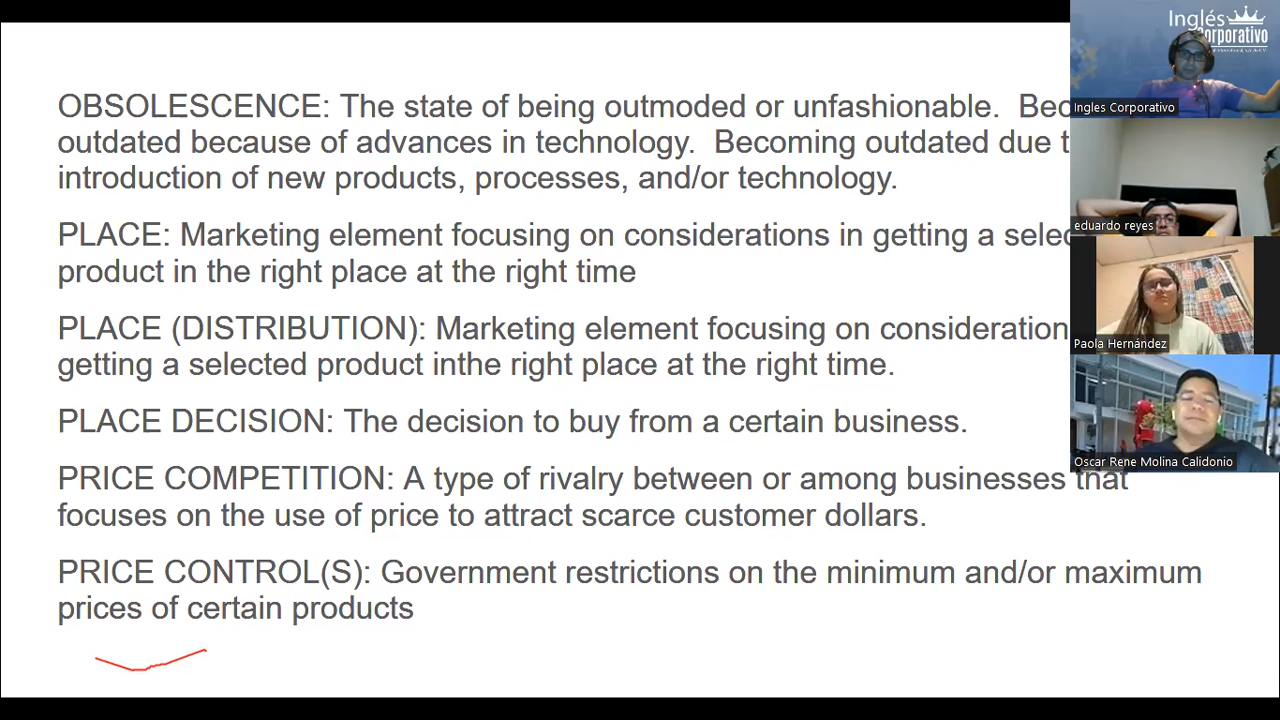 OBSOLESCENCE: The state of being outmoded or unfashionable. Bec
outdated because of advances in technology. Becoming outdated due t
introduction of new products, processes, and/or technology.
PLACE: Marketing element focusing on considerations in getting a selec
product in the right place at the right time
PLACE (DISTRIBUTION): Marketing element focusing on consideration
getting a selected product inthe right place at the right time.
PLACE DECISION: The decision to buy from a certain business.
PRICE COMPETITION: A type of rivalry between or among businesses that
focuses on the use of price to attract scarce customer dollars.
PRICE CONTROL(S): Government restrictions on the minimum and/or maximum
prices of certain products
Inglés
Corporativo
Ingles Corporativo
eduardo reyes
Paola Hernández
Oscar Rene Molina Calidonio